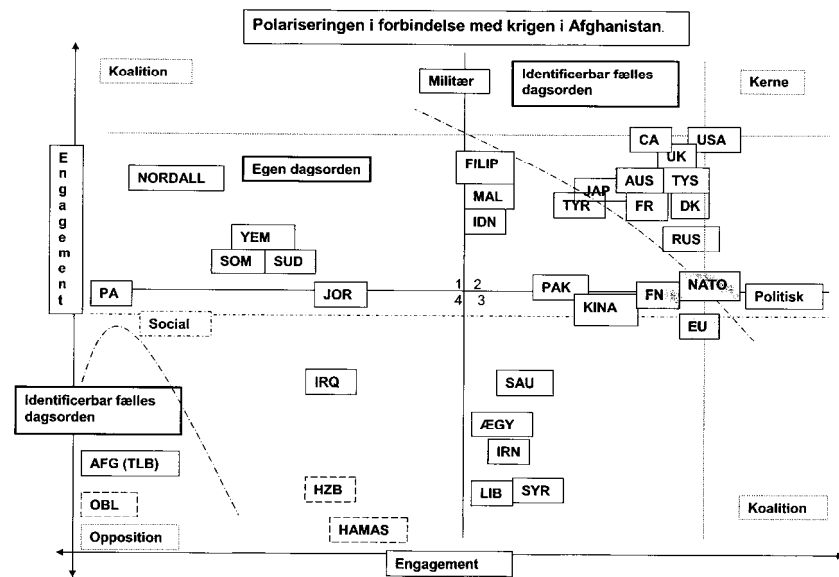 Polariseringen i forbindelse med krigen i Afghanistan.
Koalition
Militær
Identificerbar fælles
dagsorden
Kerne
Engagement
NORDALL
Egen dagsorden
FILIP
MAL
IDN
CA
USA
UK
JAP
AUS
TYS
TYR
FR
DK
RUS
YEM
SOM
SUD
PA
JOR
1 2
4 3
PAK
KINA
FN
NATO
Politisk
EU
Social
Identificerbar fælles
dagsorden
IRQ
SAU
ÆGY
IRN
AFG (TLB)
OBL
HZB
LIB
SYR
HAMAS
Opposition
Koalition
Engagement